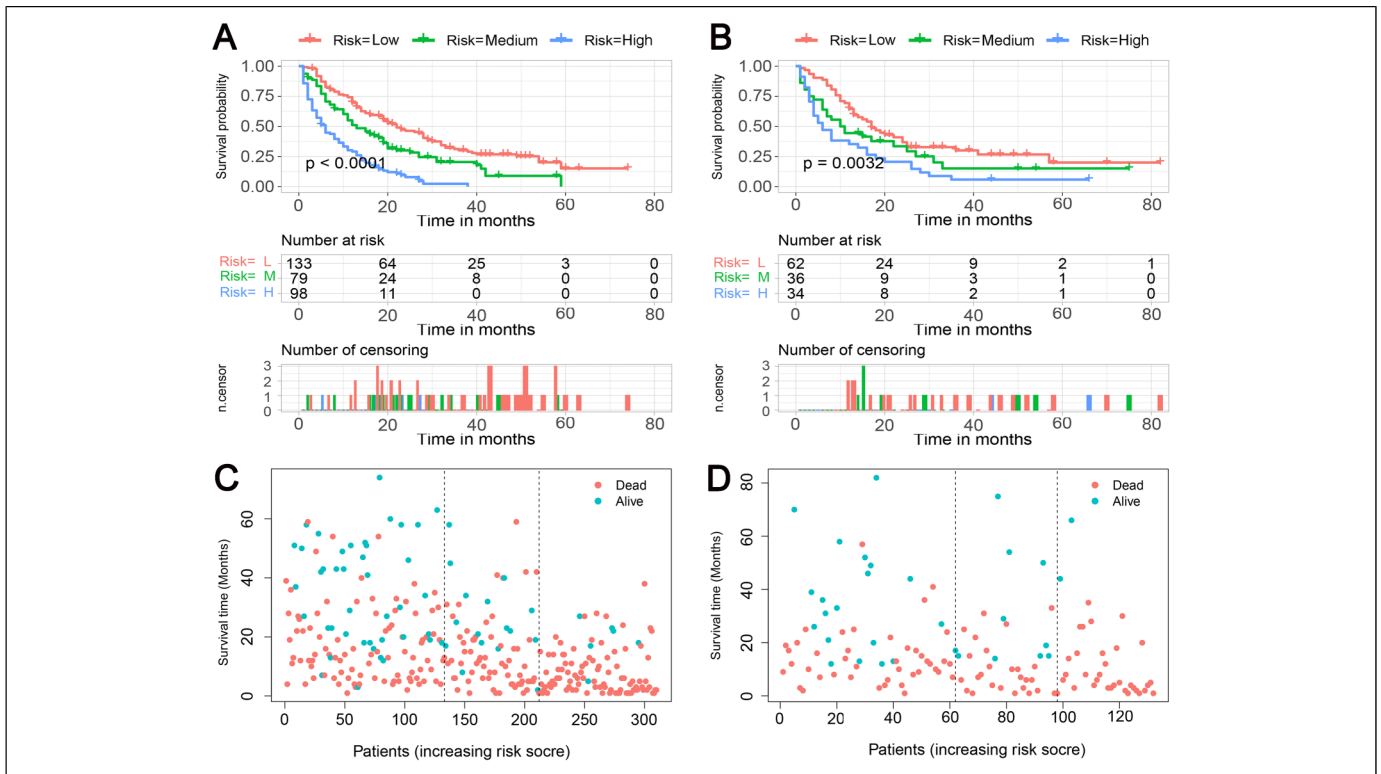 A
Risk=Low Risk=Medium Risk=High
Survival probability
1.00
0.75
0.50
0.25
0.00
p < 0.0001
0 20 40 60 80
Time in months
Number at risk
Risk= L 133 64 25 3 0
Risk= M 79 24 8 0 0
Risk= H 98 11 0 0 0
0 20 40 60 80
Time in months
Number of censoring
n.censor
3
2
1
0
0 20 40 60 80
Time in months
B
Risk=Low Risk=Medium Risk=High
Survival probability
1.00
0.75
0.50
0.25
0.00
p = 0.0032
0 20 40 60 80
Time in months
Number at risk
Risk= L 62 24 9 2 1
Risk= M 36 9 3 1 0
Risk= H 34 8 2 1 0
0 20 40 60 80
Time in months
Number of censoring
n.censor
3
2
1
0
0 20 40 60 80
Time in months
C
Dead
Alive
Survival time (Months)
60
40
20
0
0 50 100 150 200 250 300
Patients (increasing risk socre)
D
Dead
Alive
Survival time (Months)
80
60
40
20
0
0 20 40 60 80 100 120
Patients (increasing risk socre)